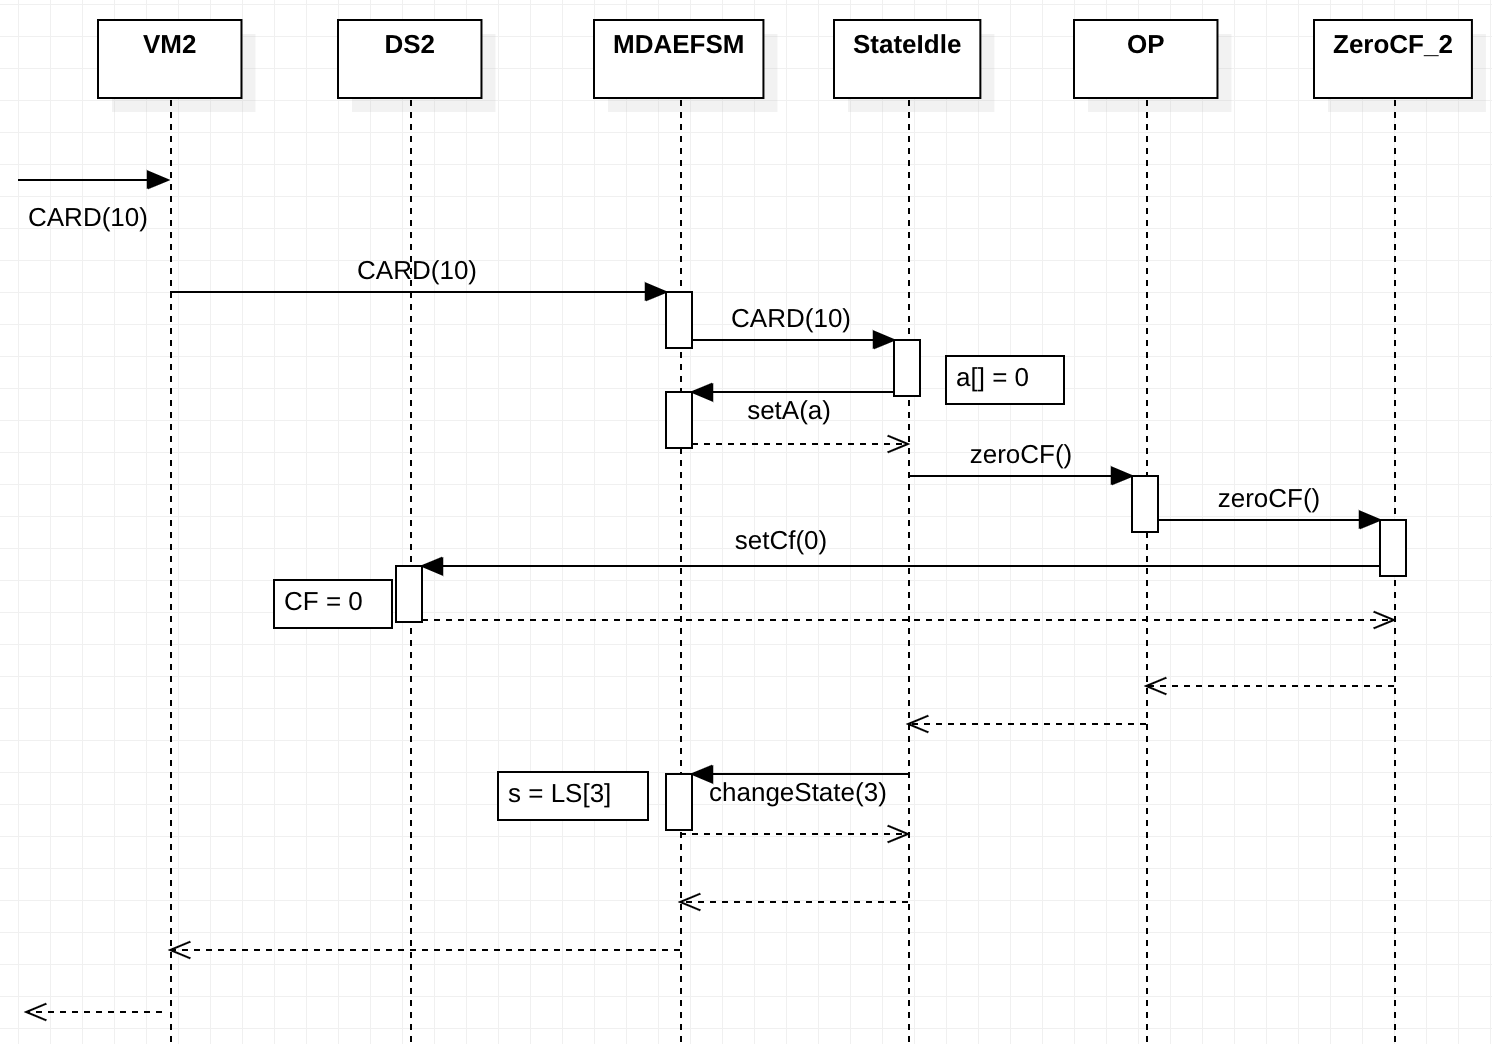 VM2
DS2
MDAEFSM
StateIdle
OP
ZeroCF_2
CARD(10)
CARD(10)
CARD(10)
a[] = 0
setA(a)
zeroCF()
zeroCF()
setCf(0)
CF = 0
s = LS[3]
changeState(3)